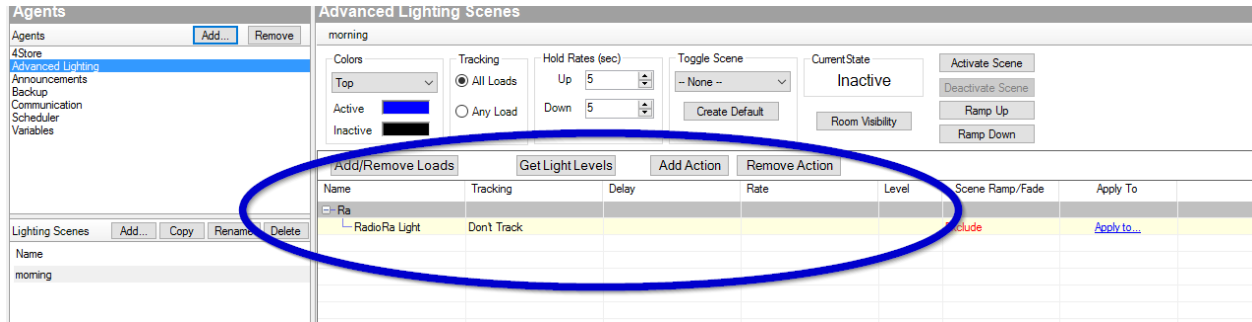 Agents
Agents Add... Remove
4Store
Advanced Lighting
Announcements
Backup
Communication
Scheduler
Variables
Lighting Scenes Add... Copy Rename Delete
Name
morning
Advanced Lighting Scenes
morning
Colors
Top
Active
Inactive
Tracking
All Loads
Any Load
Hold Rates (sec)
Up 5
Down 5
Toggle Scene
-- None --
Create Default
Current State
Inactive
Room Visibility
Activate Scene
Deactivate Scene
Ramp Up
Ramp Down
Add/Remove Loads Get Light Levels Add Action Remove Action
Name Tracking Delay Rate Level Scene Ramp/Fade Apply To
Ra
RadioRa Light Don't Track Apply to...